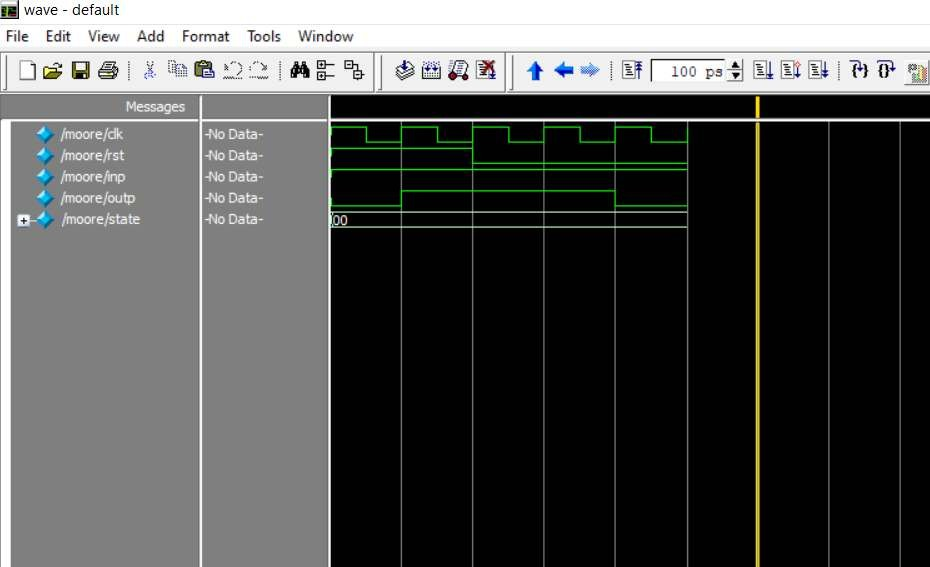 wave - default
File Edit View Add Format Tools Window
100 ps
Messages
/moore/clk -No Data-
/moore/rst -No Data-
/moore/inp -No Data-
/moore/outp -No Data-
/moore/state -No Data- 00